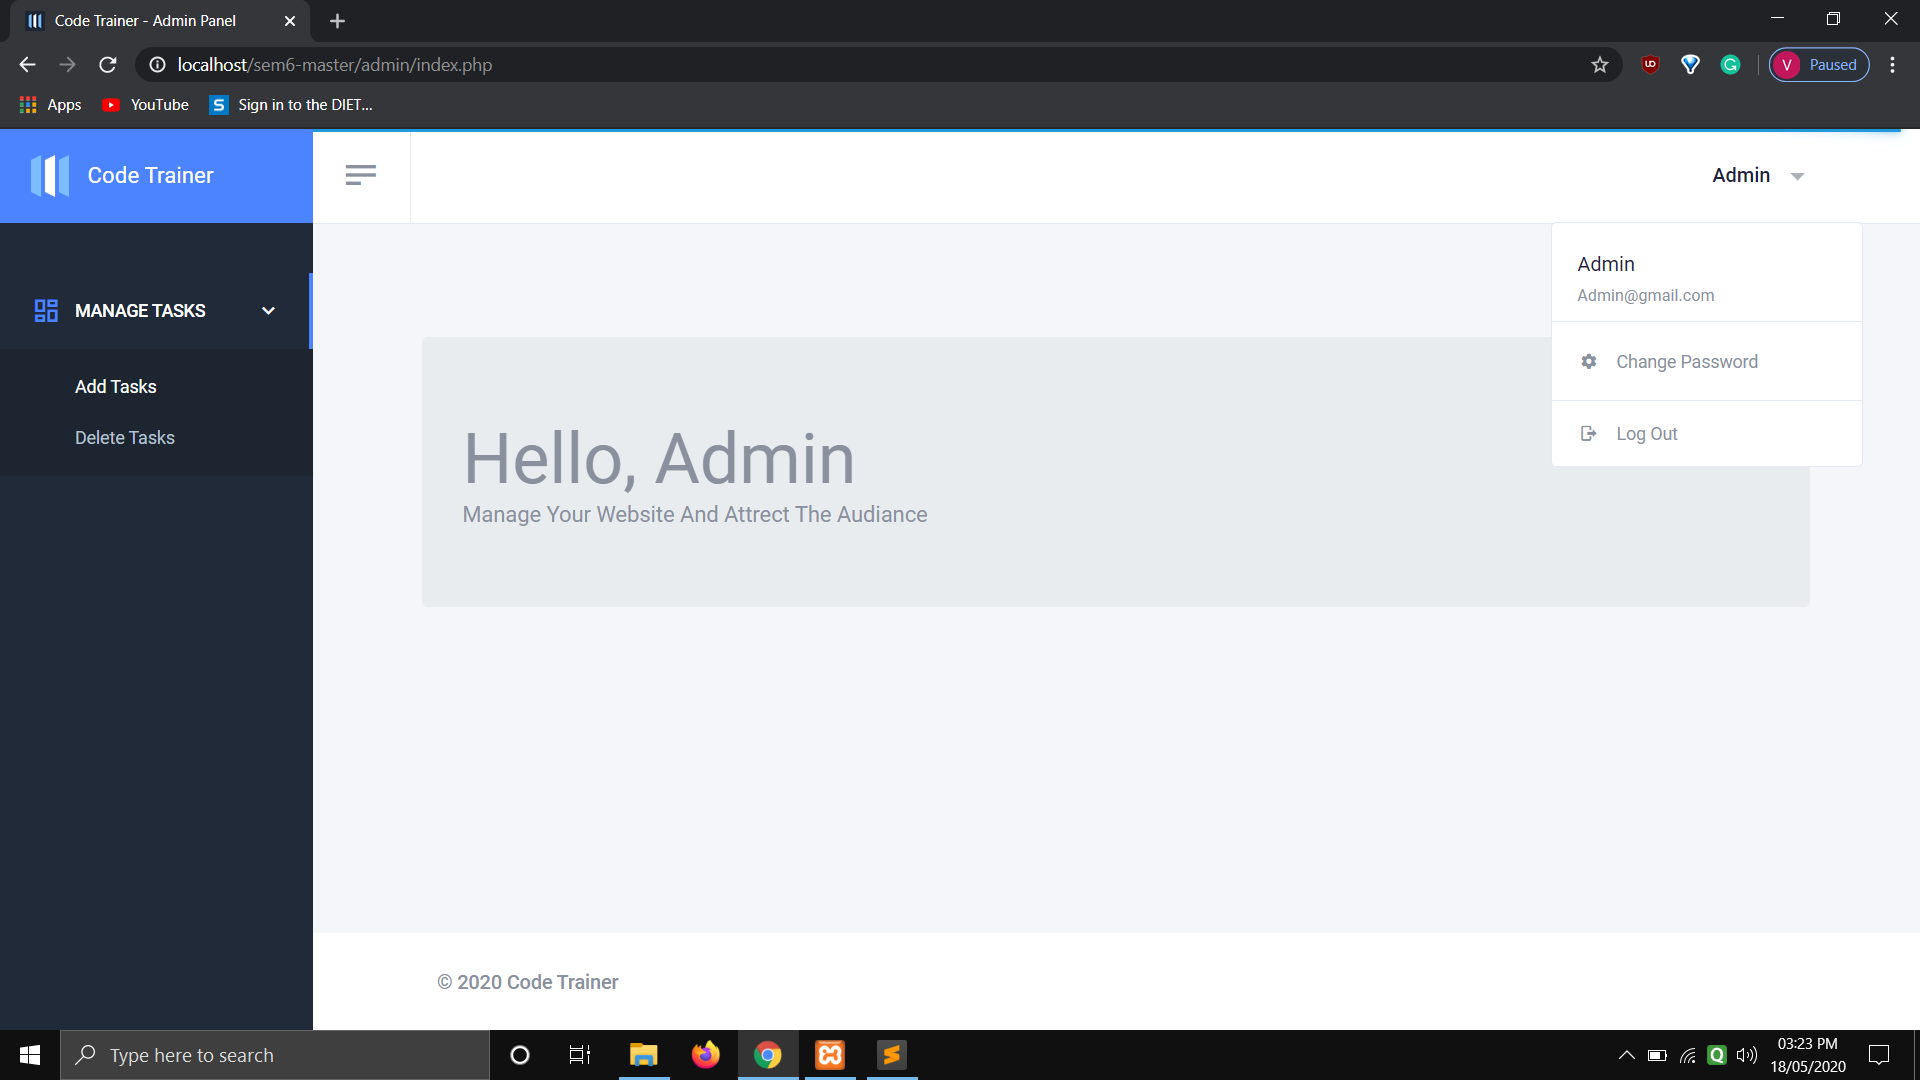 Code Trainer - Admin Panel
localhost/sem6-master/admin/index.php
V Paused
Apps YouTube S Sign in to the DIET...
Code Trainer
Admin
Admin
Admin@gmail.com
MANAGE TASKS
Change Password
Add Tasks
Log Out
Delete Tasks
Hello, Admin
Manage Your Website And Attrect The Audiance
© 2020 Code Trainer
Type here to search
03:23 PM
18/05/2020